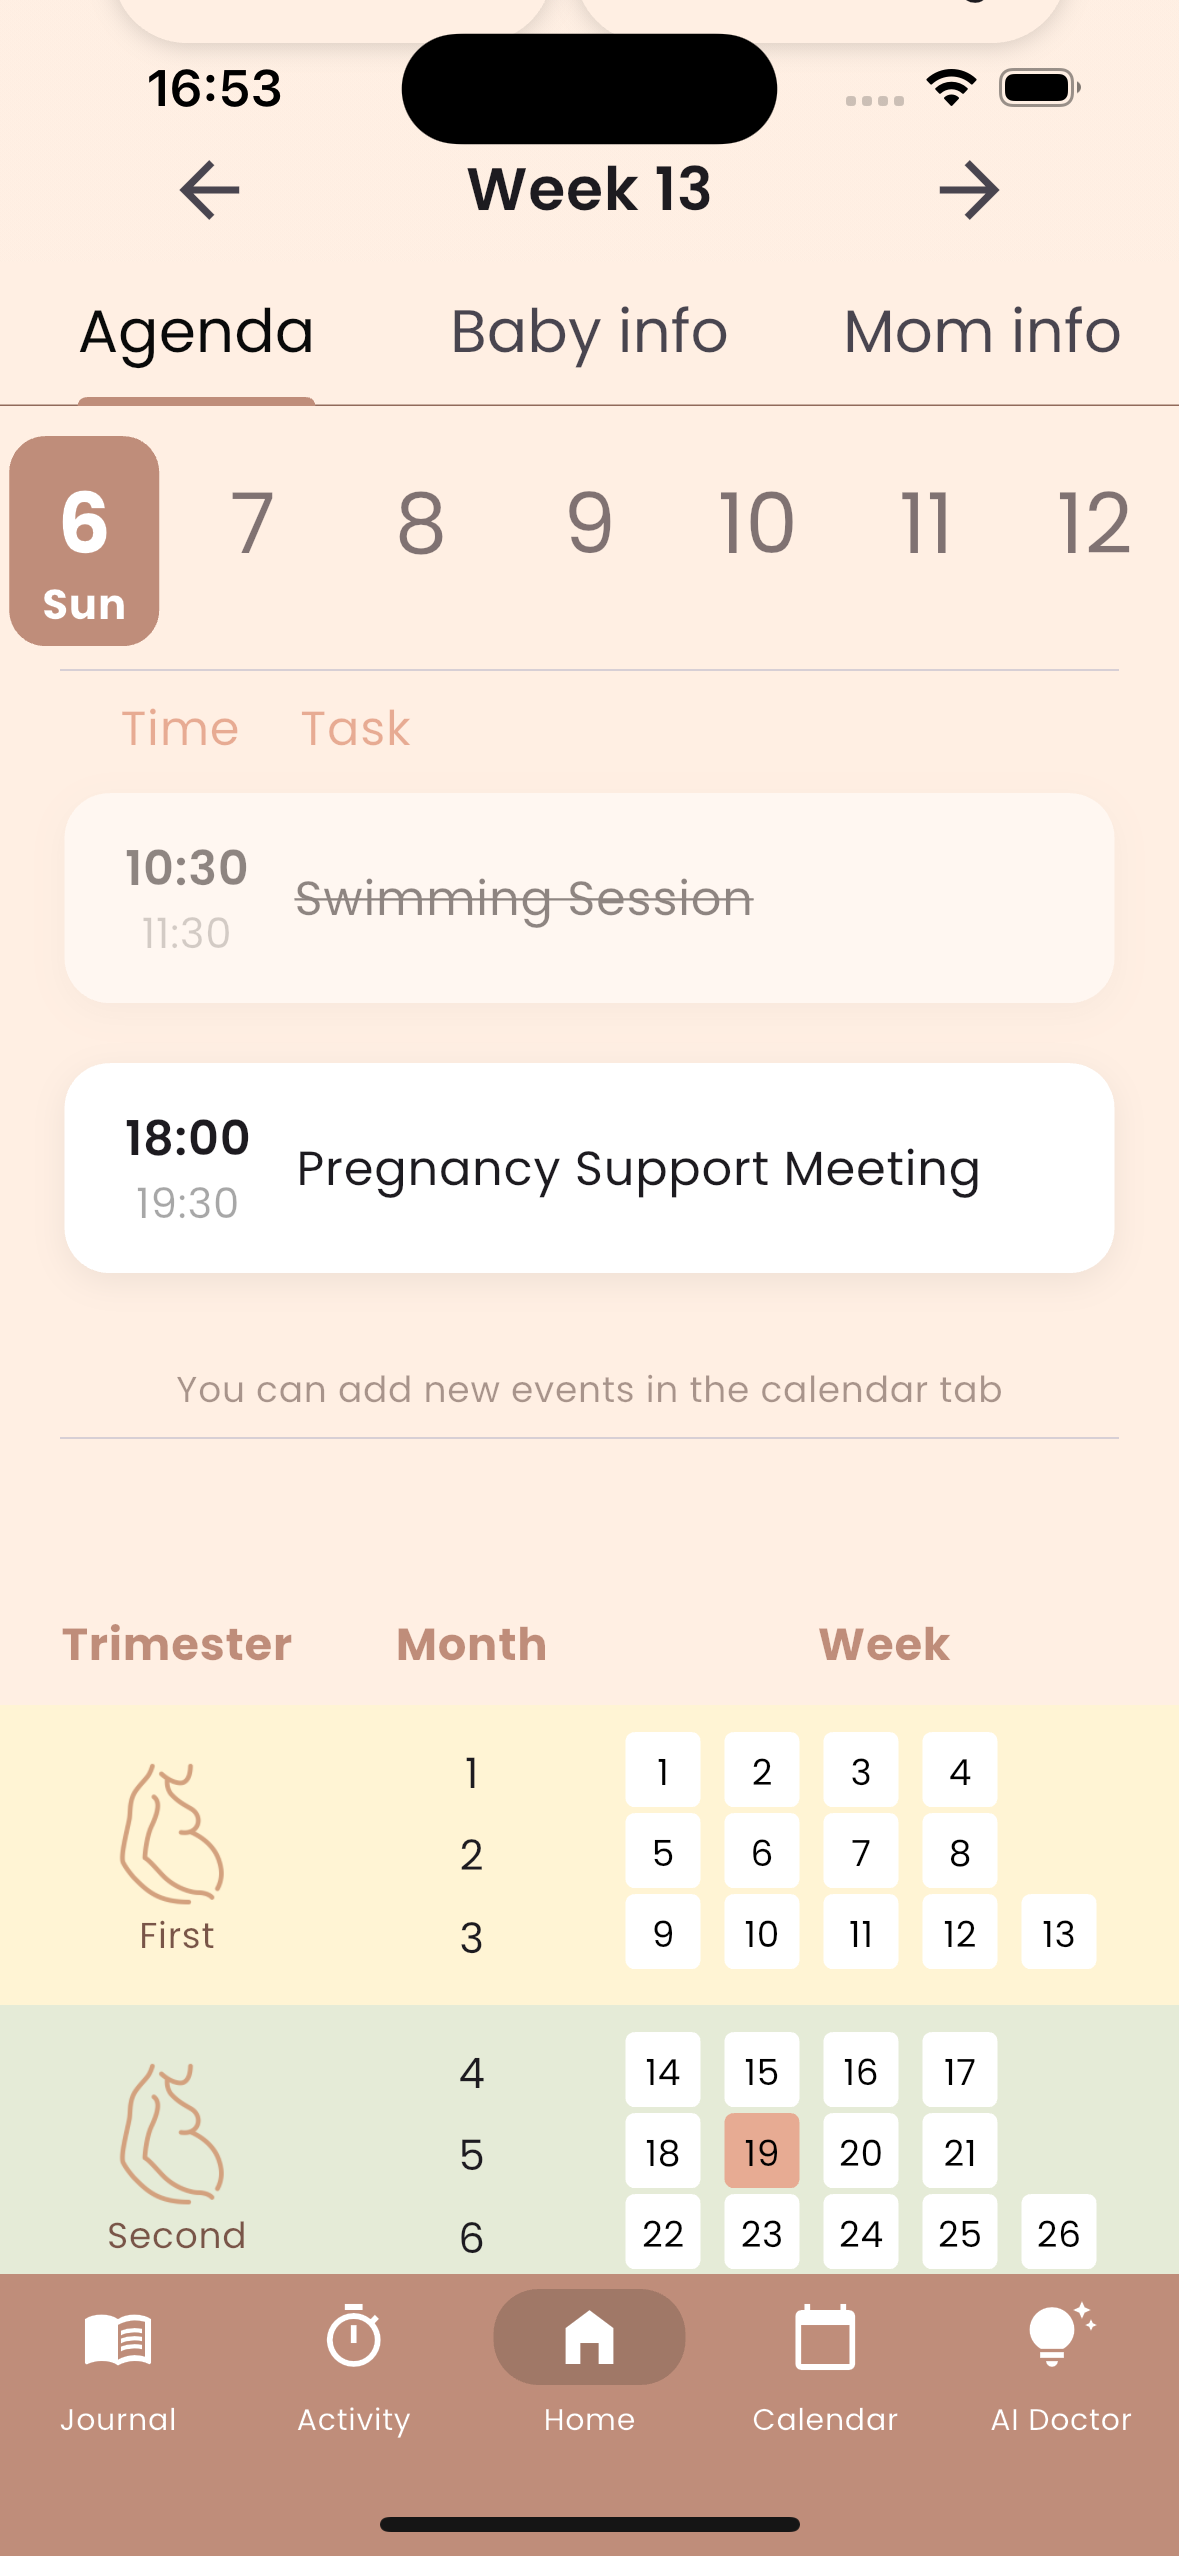 16:53
Week 13
Agenda Baby info Mom info
6 7 8 9 10 11 12
Sun
Time Task
10:30
Swimming Session
11:30
18:00
Pregnancy Support Meeting
19:30
You can add new events in the calendar tab
Trimester Month Week
1 1 2 3 4
2 5 6 7 8
3 9 10 11 12 13
First
4 14 15 16 17
5 18 19 20 21
6 22 23 24 25 26
Second
Journal Activity Home Calendar AI Doctor